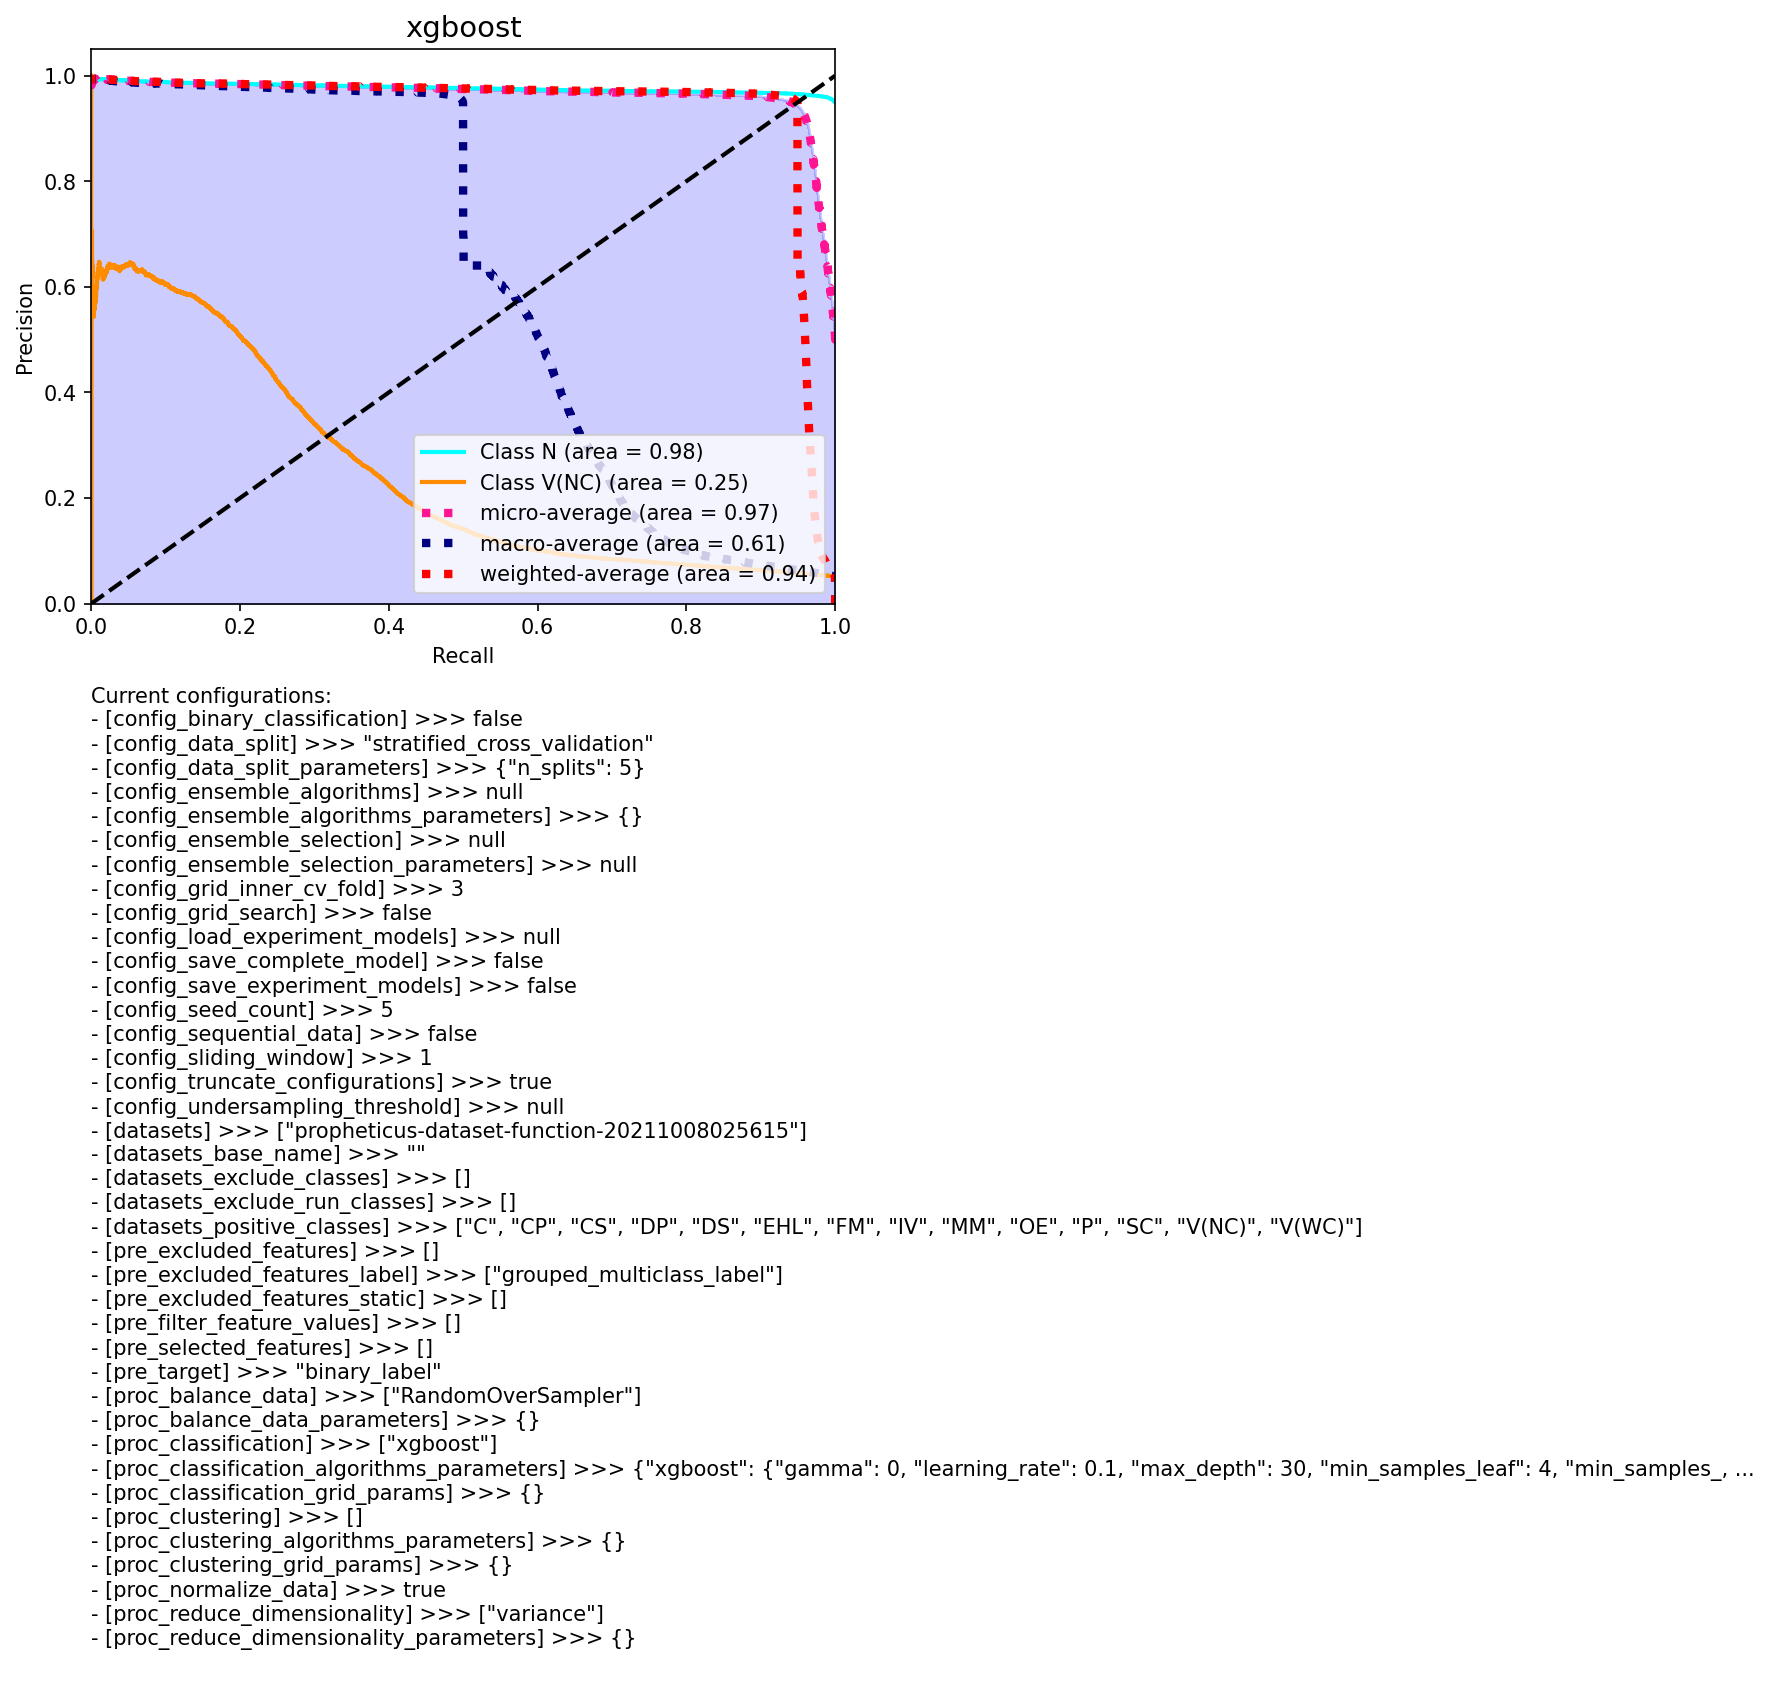 xgboost
1.0
0.8
0.6
0.4
0.2
0.0
Precision
Class N (area = 0.98)
Class V(NC) (area = 0.25)
micro-average (area = 0.97)
macro-average (area = 0.61)
weighted-average (area = 0.94)
0.0 0.2 0.4 0.6 0.8 1.0
Recall
Current configurations:
- [config_binary_classification] >>> false
- [config_data_split] >>> "stratified_cross_validation"
- [config_data_split_parameters] >>> {"n_splits": 5}
- [config_ensemble_algorithms] >>> null
- [config_ensemble_algorithms_parameters] >>> {}
- [config_ensemble_selection] >>> null
- [config_ensemble_selection_parameters] >>> null
- [config_grid_inner_cv_fold] >>> 3
- [config_grid_search] >>> false
- [config_load_experiment_models] >>> null
- [config_save_complete_model] >>> false
- [config_save_experiment_models] >>> false
- [config_seed_count] >>> 5
- [config_sequential_data] >>> false
- [config_sliding_window] >>> 1
- [config_truncate_configurations] >>> true
- [config_undersampling_threshold] >>> null
- [datasets] >>> ["propheticus-dataset-function-20211008025615"]
- [datasets_base_name] >>> ""
- [datasets_exclude_classes] >>> []
- [datasets_exclude_run_classes] >>> []
- [datasets_positive_classes] >>> ["C", "CP", "CS", "DP", "DS", "EHL", "FM", "IV", "MM", "OE", "P", "SC", "V(NC)", "V(WC)"]
- [pre_excluded_features] >>> []
- [pre_excluded_features_label] >>> ["grouped_multiclass_label"]
- [pre_excluded_features_static] >>> []
- [pre_filter_feature_values] >>> []
- [pre_selected_features] >>> []
- [pre_target] >>> "binary_label"
- [proc_balance_data] >>> ["RandomOverSampler"]
- [proc_balance_data_parameters] >>> {}
- [proc_classification] >>> ["xgboost"]
- [proc_classification_algorithms_parameters] >>> {"xgboost": {"gamma": 0, "learning_rate": 0.1, "max_depth": 30, "min_samples_leaf": 4, "min_samples_, ...
- [proc_classification_grid_params] >>> {}
- [proc_clustering] >>> []
- [proc_clustering_algorithms_parameters] >>> {}
- [proc_clustering_grid_params] >>> {}
- [proc_normalize_data] >>> true
- [proc_reduce_dimensionality] >>> ["variance"]
- [proc_reduce_dimensionality_parameters] >>> {}